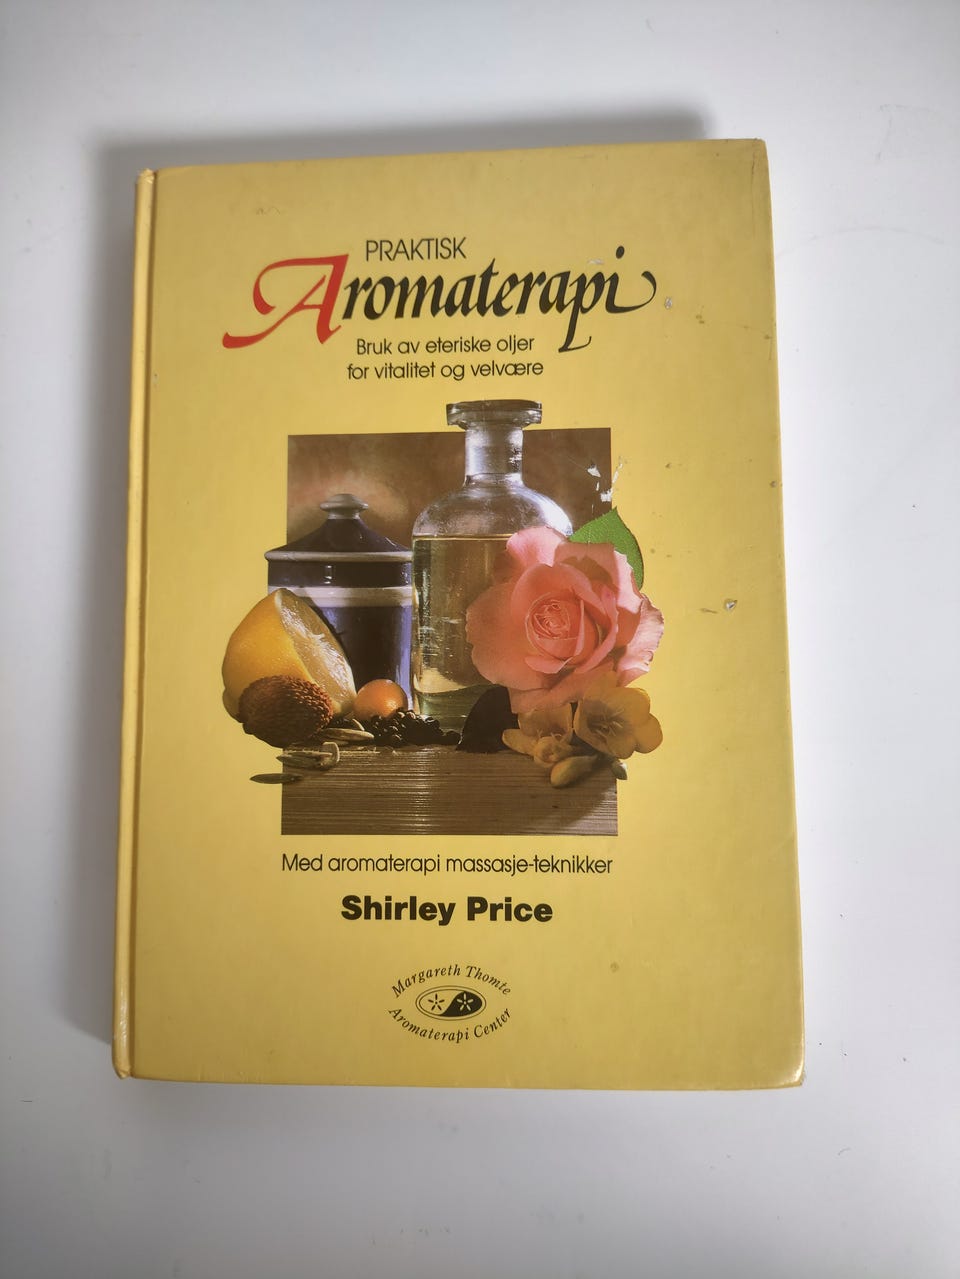 PRAKTISK
Aromaterapi
Bruk av eteriske oljer
for vitalitet og velvære
Med aromaterapi massasje-teknikker
Shirley Price
Margareth Thomte
Aromaterapi Center